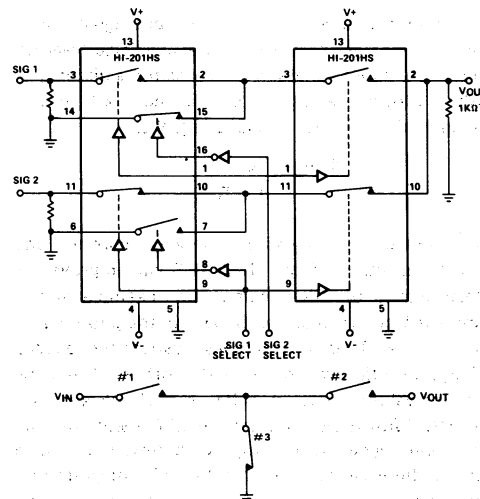 V+ V+
13 13
HI-201HS HI-201HS
SIG 1 3 2 3 2
VOUT
14 15 1KΩ
16
1 1
SIG 2 11 10 11 10
6 7
8
9 9
4 5 4 5
V- SIG 1 SELECT SIG 2 SELECT V-
#1 #2
VIN VOUT
#3